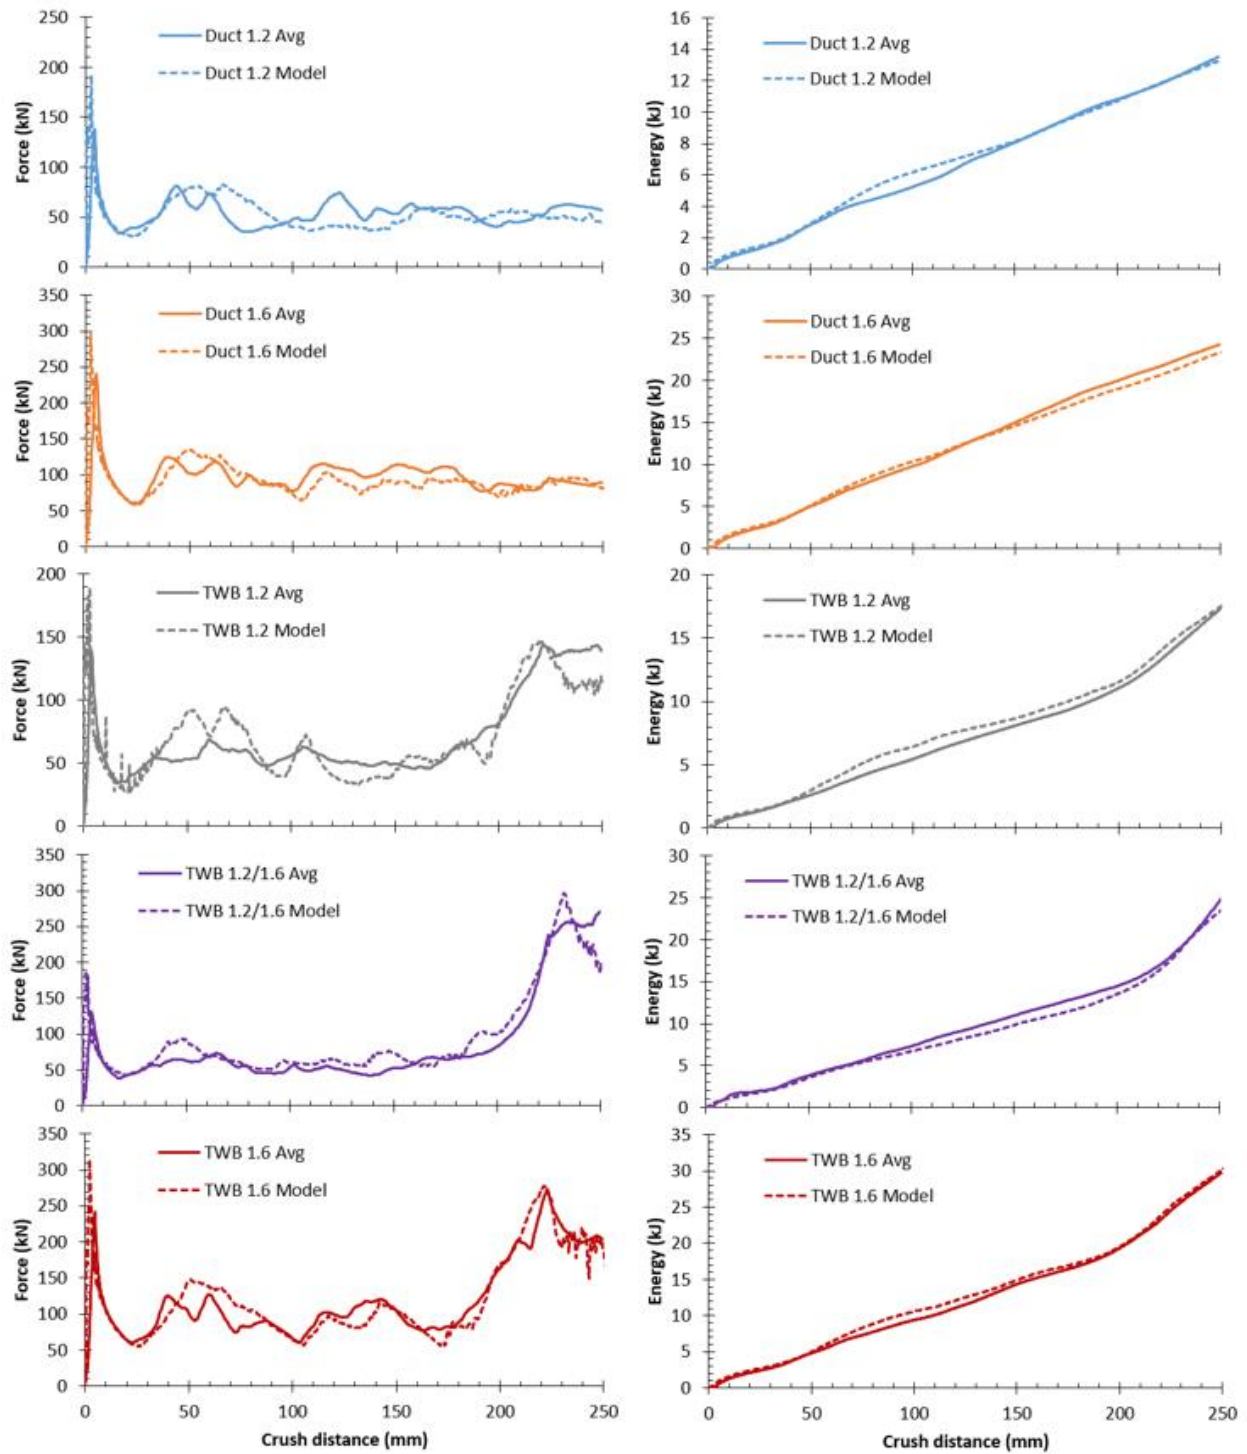 250
200
150
100
50
0
Force (kN)
Duct 1.2 Avg
Duct 1.2 Model
16
14
12
10
8
6
4
2
0
Energy (kJ)
Duct 1.2 Avg
Duct 1.2 Model
350
300
250
200
150
100
50
0
Force (kN)
Duct 1.6 Avg
Duct 1.6 Model
30
25
20
15
10
5
0
Energy (kJ)
Duct 1.6 Avg
Duct 1.6 Model
200
150
100
50
0
Force (kN)
TWB 1.2 Avg
TWB 1.2 Model
20
15
10
5
0
Energy (kJ)
TWB 1.2 Avg
TWB 1.2 Model
350
300
250
200
150
100
50
0
Force (kN)
TWB 1.2/1.6 Avg
TWB 1.2/1.6 Model
30
25
20
15
10
5
0
Energy (kJ)
TWB 1.2/1.6 Avg
TWB 1.2/1.6 Model
350
300
250
200
150
100
50
0
Force (kN)
TWB 1.6 Avg
TWB 1.6 Model
0 50 100 150 200 250
Crush distance (mm)
35
30
25
20
15
10
5
0
Energy (kJ)
TWB 1.6 Avg
TWB 1.6 Model
0 50 100 150 200 250
Crush distance (mm)